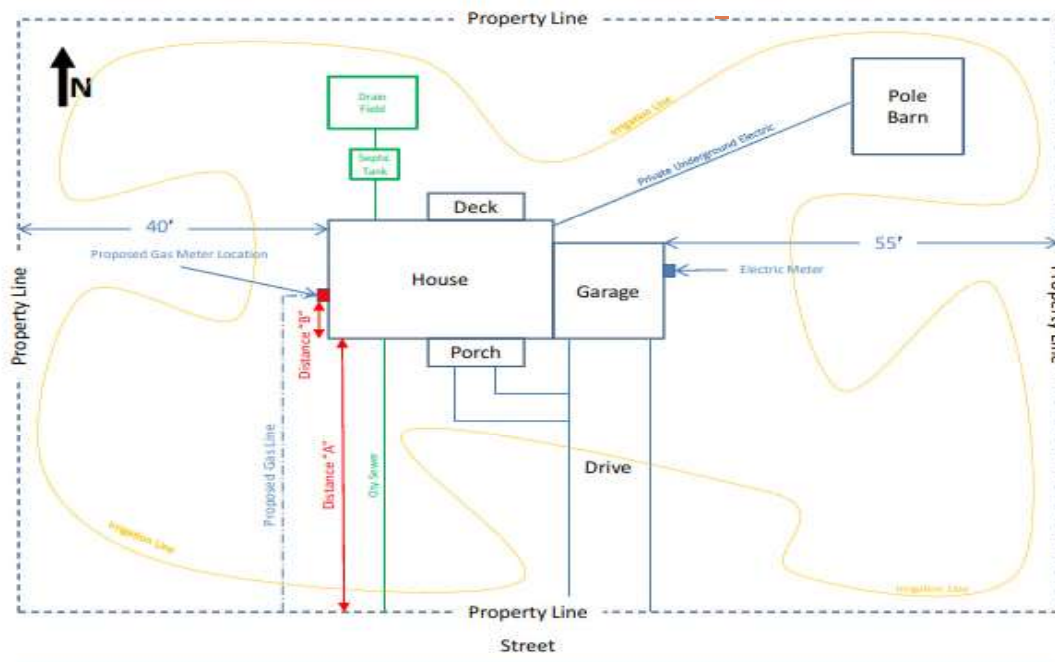 Property Line
N
Drain
Field
Irrigation Line
Pole
Barn
Septic
Tank
Private Underground Electric
Deck
40'
55'
Proposed Gas Meter Location
House
Electric Meter
Garage
Property Line
Property Line
Distance "B"
Porch
Proposed Gas Line
Distance "A"
City Sewer
Drive
Irrigation Line
Irrigation Line
Property Line
Street